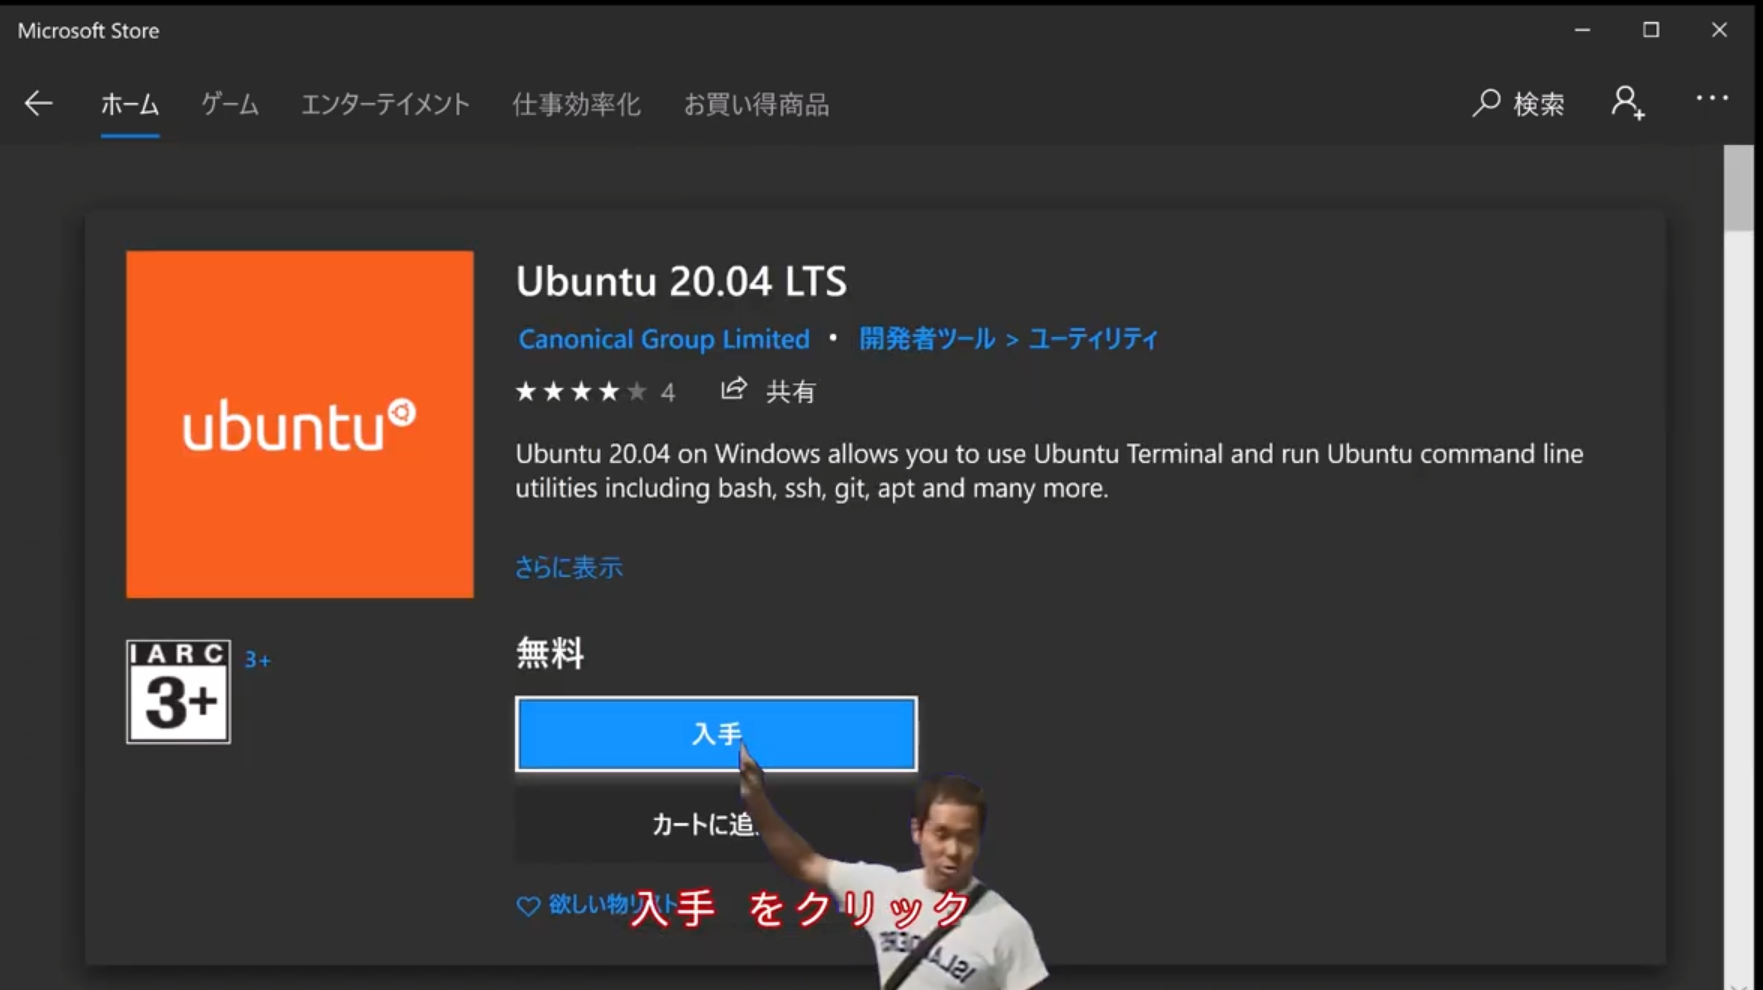 Microsoft Store
ホーム ゲーム エンターテイメント 仕事効率化 お買い得商品 検索
ubuntu
Ubuntu 20.04 LTS
Canonical Group Limited • 開発者ツール > ユーティリティ
4 共有
Ubuntu 20.04 on Windows allows you to use Ubuntu Terminal and run Ubuntu command line
utilities including bash, ssh, git, apt and many more.
さらに表示
IARC
3+
3+
無料
入手
カートに追
欲しい物リスト
入手 をクリック